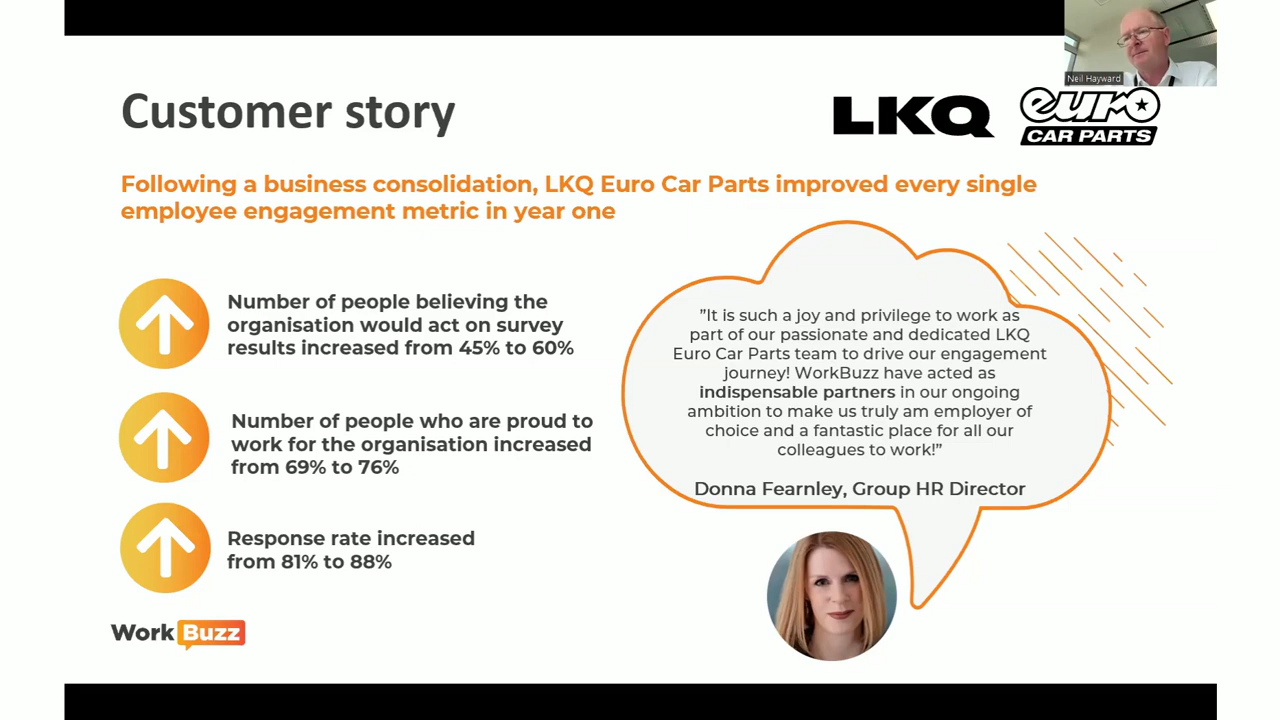 Neil Hayward
Customer story
LKQ
euro
CAR PARTS
Following a business consolidation, LKQ Euro Car Parts improved every single
employee engagement metric in year one
Number of people believing the
organisation would act on survey
results increased from 45% to 60%
Number of people who are proud to
work for the organisation increased
from 69% to 76%
Response rate increased
from 81% to 88%
”It is such a joy and privilege to work as
part of our passionate and dedicated LKQ
Euro Car Parts team to drive our engagement
journey! WorkBuzz have acted as
indispensable partners in our ongoing
ambition to make us truly am employer of
choice and a fantastic place for all our
colleagues to work!”
Donna Fearnley, Group HR Director
Work Buzz